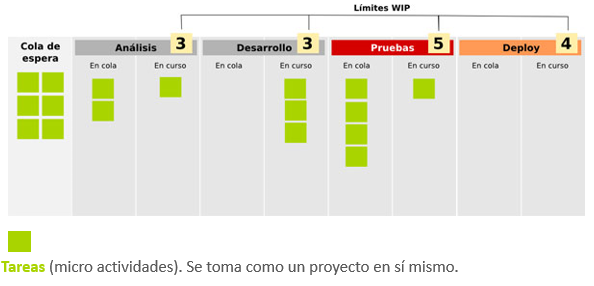 Límites WIP
Cola de
espera
Análisis 3
Desarrollo 3
Pruebas 5
Deploy 4
En cola En curso En cola En curso En cola En curso En cola En curso
Tareas (micro actividades). Se toma como un proyecto en sí mismo.